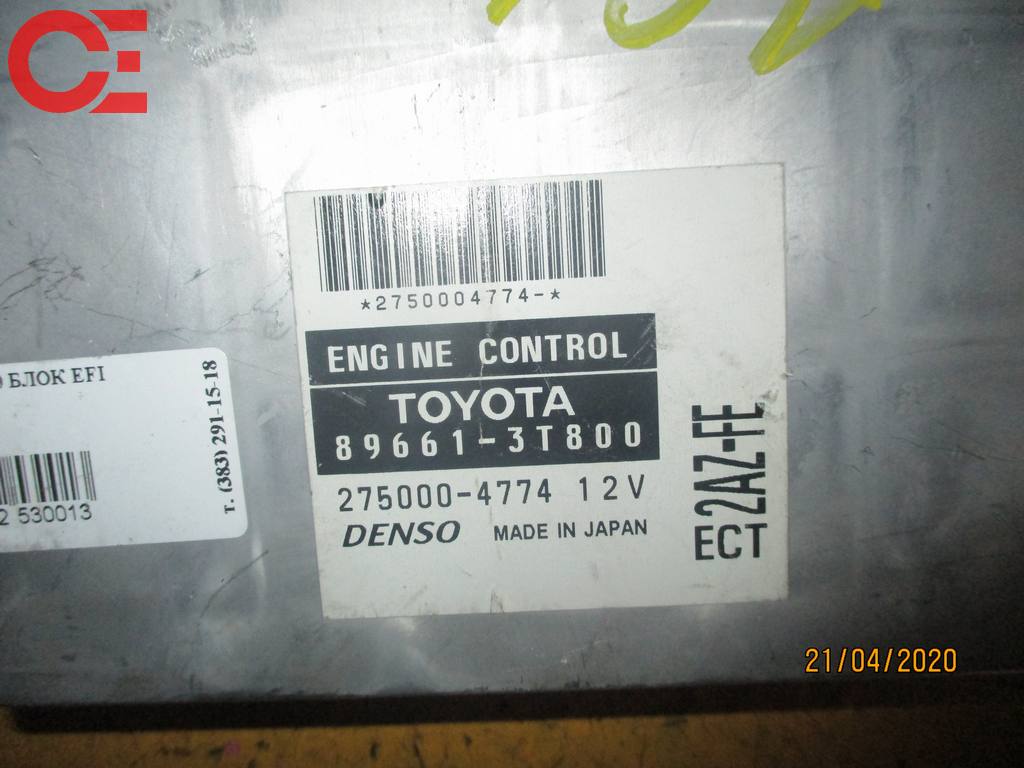 CE
*2750004774-*
ENGINE CONTROL
TOYOTA
89661-3T800
275000-4774 12V
DENSO MADE IN JAPAN
2AZ-FE
ECT
БЛОК EFI
2 530013
т. (383) 291-15-18
21/04/2020